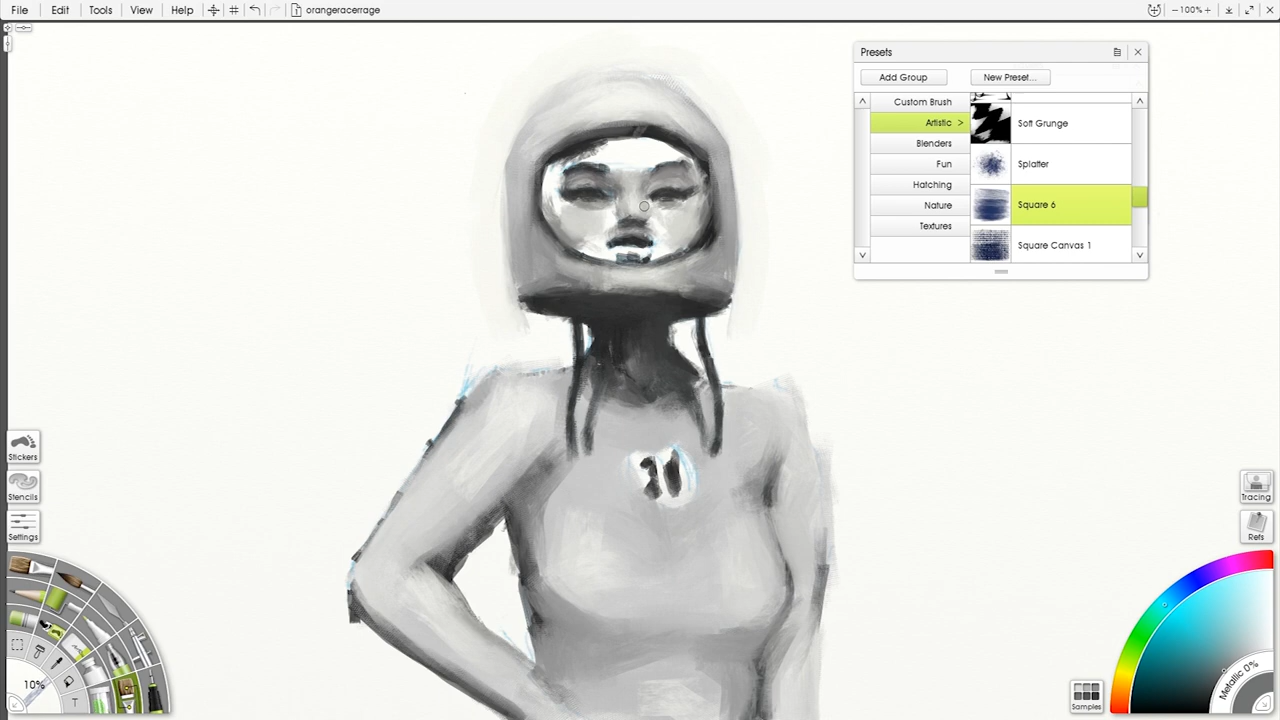 File Edit Tools View Help orangeracerrage −100%+
Presets
Add Group New Preset...
Custom Brush
Artistic >
Blenders
Fun
Hatching
Nature
Textures
Soft Grunge
Splatter
Square 6
Square Canvas 1
Stickers
Stencils
Settings
10%
T
Tracing
Refs
Metallic 0%
Samples